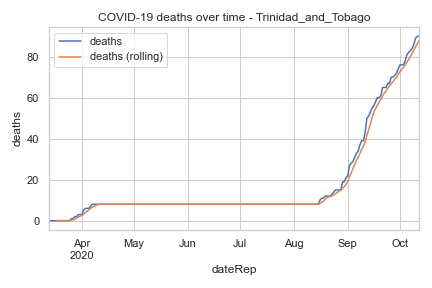 COVID-19 deaths over time - Trinidad_and_Tobago
deaths
deaths (rolling)
80
60
40
20
0
deaths
Apr
2020
May
Jun
Jul
Aug
Sep
Oct
dateRep